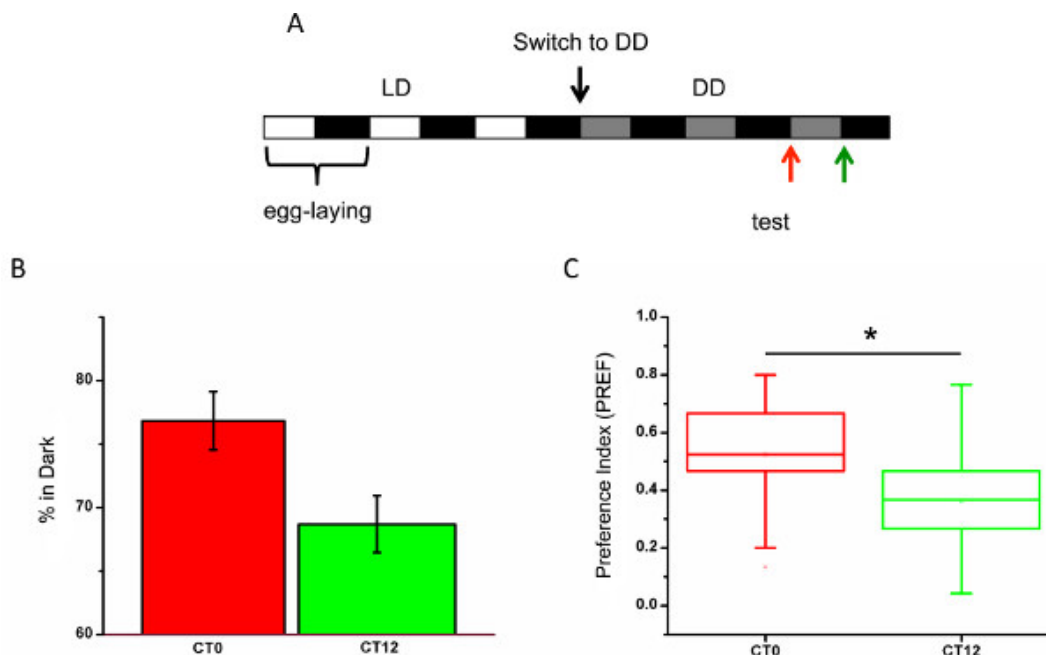 A
Switch to DD
LD DD
egg-laying
test
B
% in Dark
80
70
60
CT0 CT12
C
Preference Index (PREF)
1.0
0.8
0.6
0.4
0.2
0.0
*
CT0 CT12